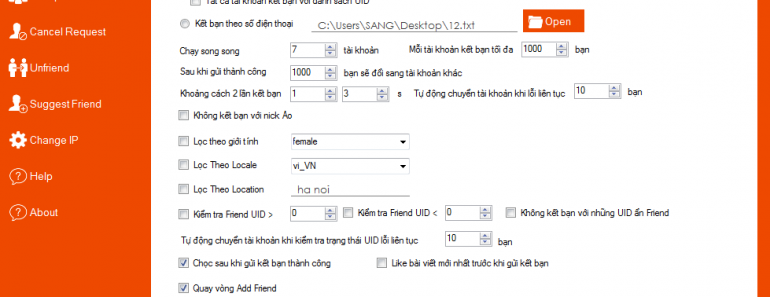 Tất cả tài khoản kết bạn với danh sách UID
Cancel Request
Unfriend
Suggest Friend
Change IP
Help
About
Kết bạn theo số điện thoại C:\Users\SANG\Desktop\12.txt Open
Chạy song song 7 tài khoản Mỗi tài khoản kết bạn tối đa 1000 bạn
Sau khi gửi thành công 1000 bạn sẽ đổi sang tài khoản khác
Khoảng cách 2 lần kết bạn 1 3 s Tự động chuyển tài khoản khi lỗi liên tục 10 bạn
Không kết bạn với nick Ảo
Lọc theo giới tính female
Lọc Theo Locale vi_VN
Lọc Theo Location ha noi
Kiểm tra Friend UID > 0 Kiểm tra Friend UID < 0 Không kết bạn với những UID ẩn Friend
Tự động chuyển tài khoản khi kiểm tra trạng thái UID lỗi liên tục 10 bạn
Chọc sau khi gửi kết bạn thành công Like bài viết mới nhất trước khi gửi kết bạn
Quay vòng Add Friend